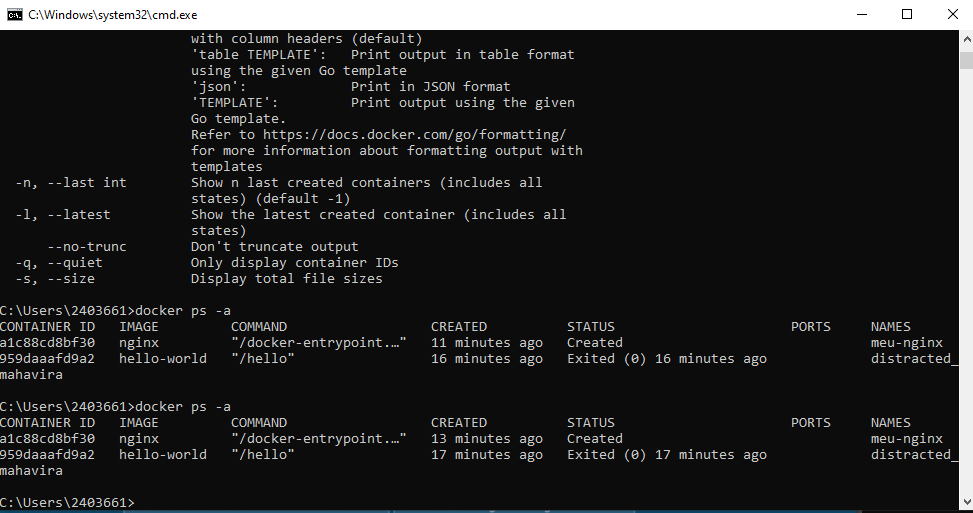 C:\Windows\system32\cmd.exe
with column headers (default)
'table TEMPLATE':   Print output in table format
using the given Go template
'json':             Print in JSON format
'TEMPLATE':         Print output using the given
Go template.
Refer to https://docs.docker.com/go/formatting/
for more information about formatting output with
templates
-n, --last int        Show n last created containers (includes all
states) (default -1)
-l, --latest          Show the latest created container (includes all
states)
--no-trunc        Don't truncate output
-q, --quiet           Only display container IDs
-s, --size            Display total file sizes
C:\Users\2403661>docker ps -a
CONTAINER ID   IMAGE         COMMAND                  CREATED          STATUS                      PORTS     NAMES
a1c88cd8bf30   nginx         "/docker-entrypoint.…"   11 minutes ago   Created                               meu-nginx
959daaafd9a2   hello-world   "/hello"                 16 minutes ago   Exited (0) 16 minutes ago             distracted_
mahavira
C:\Users\2403661>docker ps -a
CONTAINER ID   IMAGE         COMMAND                  CREATED          STATUS                      PORTS     NAMES
a1c88cd8bf30   nginx         "/docker-entrypoint.…"   13 minutes ago   Created                               meu-nginx
959daaafd9a2   hello-world   "/hello"                 17 minutes ago   Exited (0) 17 minutes ago             distracted_
mahavira
C:\Users\2403661>